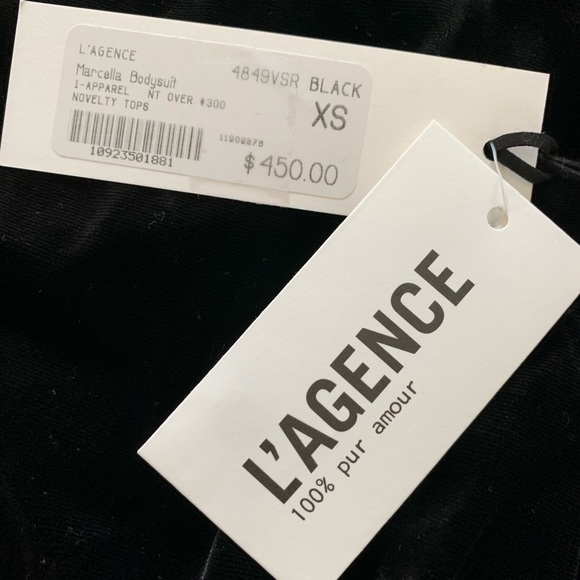 L'AGENCE
Marcella Bodysuit 4849VSR BLACK
1-APPAREL NT OVER $300 XS
NOVELTY TOPS
11909876
10923501881 $450.00
L'AGENCE
100% pur amour